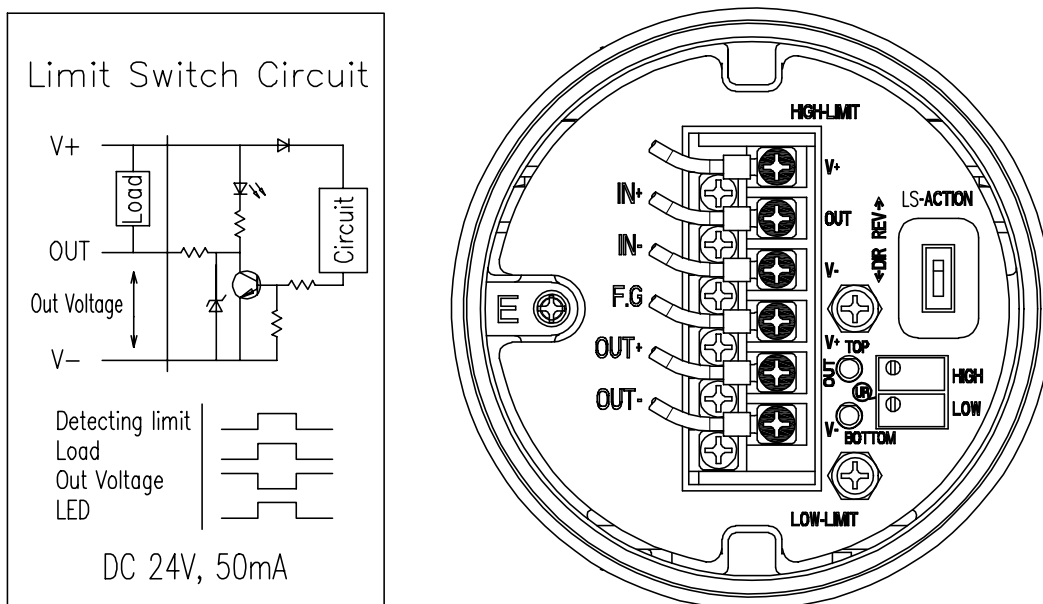 Limit Switch Circuit
V+
Load
Circuit
OUT
Out Voltage
V-
Detecting limit
Load
Out Voltage
LED
DC 24V, 50mA
HIGH-LIMIT
V+
IN+
OUT
IN-
V-
F.G
OUT+
V+
OUT
OUT-
V-
E
LS-ACTION
DIR REV
TOP
UP
BOTTOM
HIGH
LOW
LOW-LIMIT